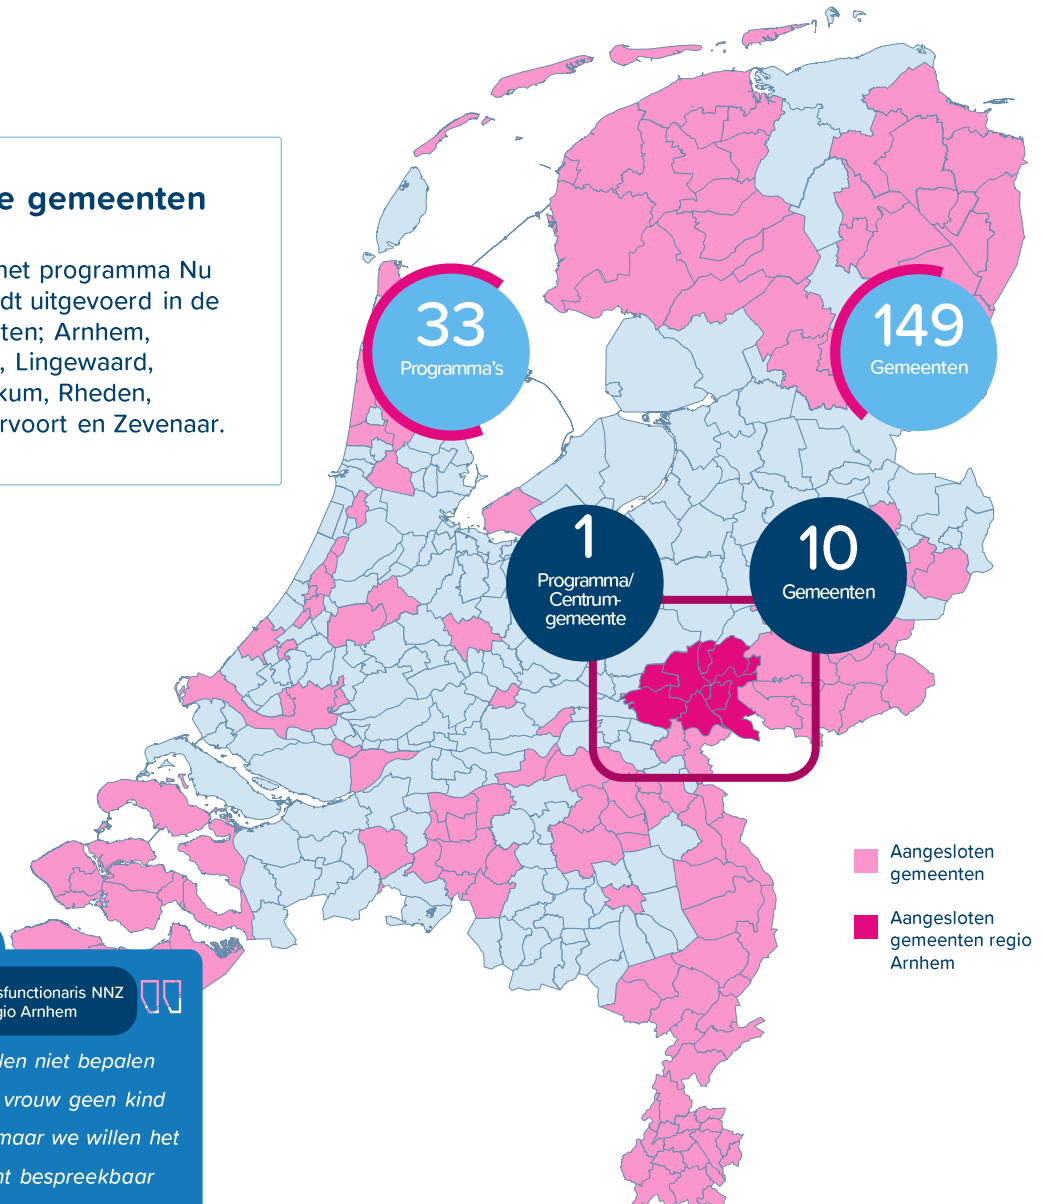 e gemeenten
het programma Nu
dt uitgevoerd in de
ten; Arnhem,
, Lingewaard,
kum, Rheden,
rvoort en Zevenaar.
33
Programma's
149
Gemeenten
1
Programma/
Centrum-
gemeente
10
Gemeenten
Aangesloten
gemeenten
Aangesloten
gemeenten regio
Arnhem
sfunctionaris NNZ
gio Arnhem
len niet bepalen
vrouw geen kind
maar we willen het
nt bespreekbaar